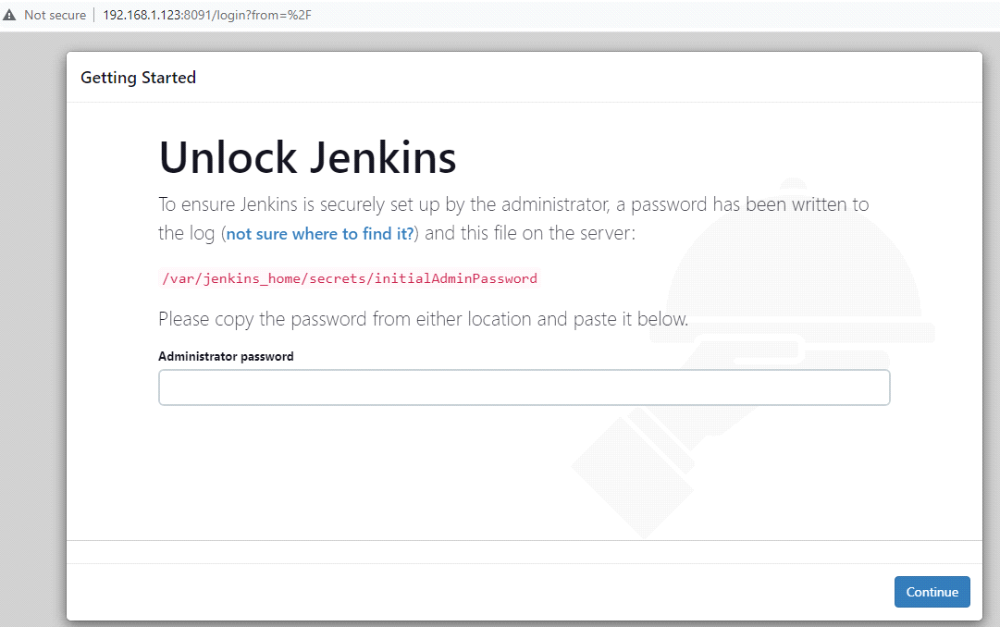 Not secure | 192.168.1.123:8091/login?from=%2F
Getting Started
Unlock Jenkins
To ensure Jenkins is securely set up by the administrator, a password has been written to
the log (not sure where to find it?) and this file on the server:
/var/jenkins_home/secrets/initialAdminPassword
Please copy the password from either location and paste it below.
Administrator password
Continue